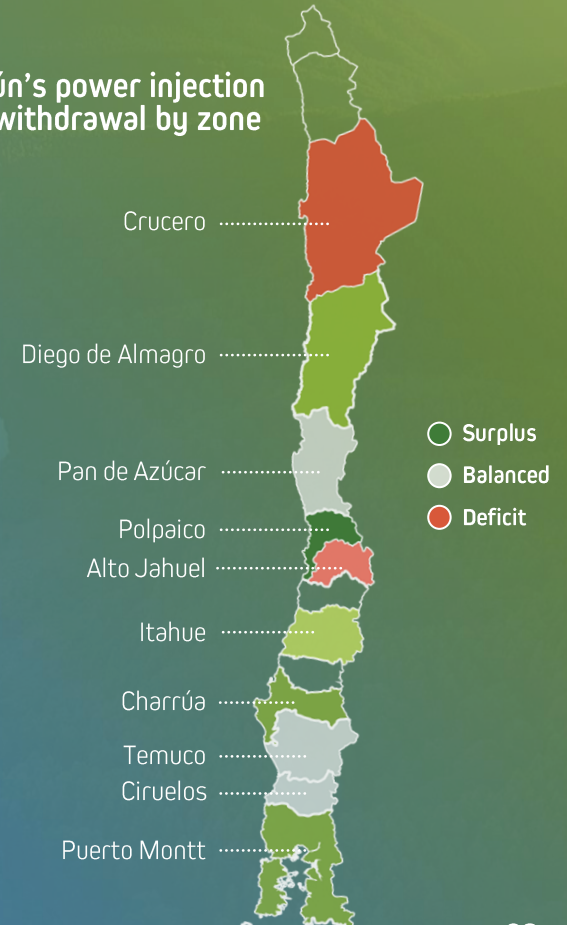 power injection
withdrawal by zone
Crucero
Diego de Almagro
Pan de Azúcar
Polpaico
Alto Jahuel
Itahue
Charrúa
Temuco
Ciruelos
Puerto Montt
Surplus
Balanced
Deficit